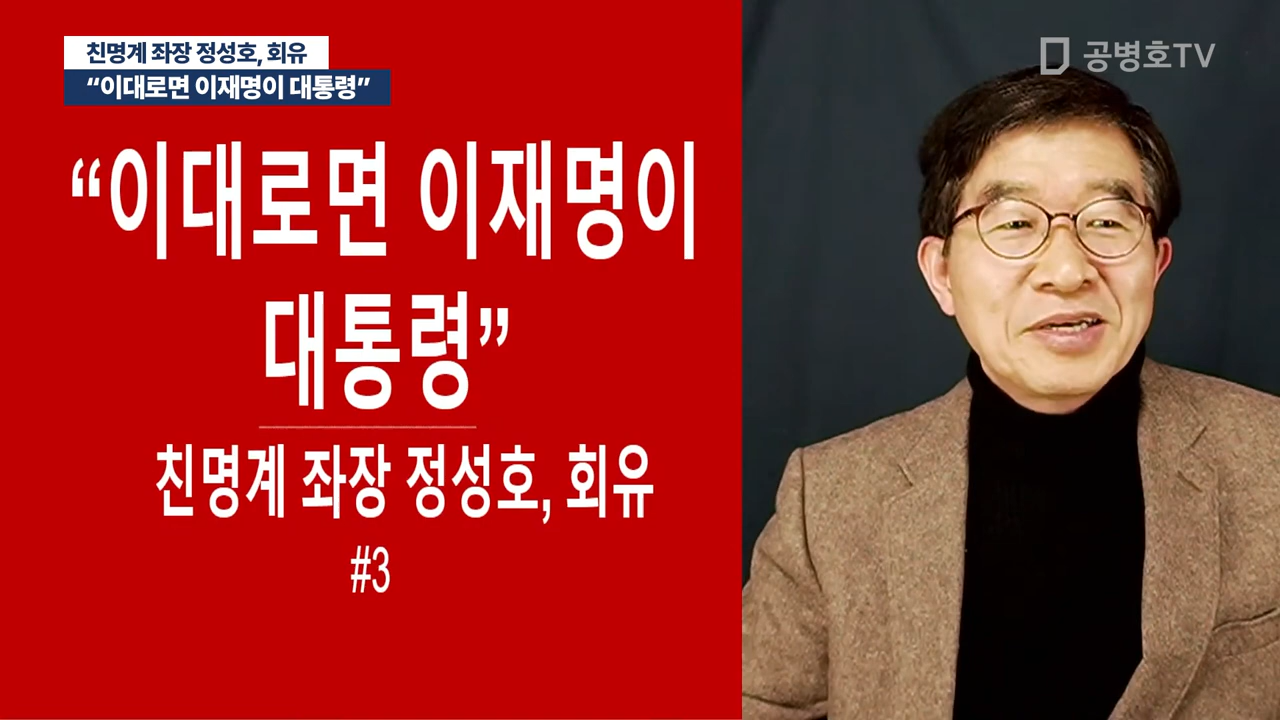 친명계 좌장 정성호, 회유
“이대로면 이재명이 대통령”
공병호TV
“이대로면 이재명이
대통령”
친명계 좌장 정성호, 회유
#3